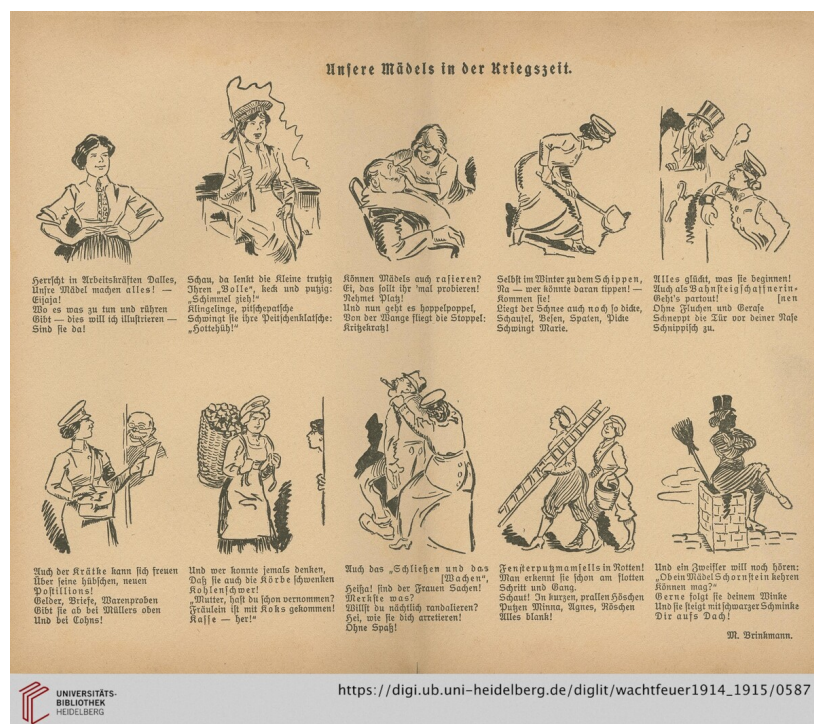 Unsere Mädels in der Kriegszeit.
Herrscht in Arbeitskräften Dalles,
Unsre Mädel machen alles! —
Eijaja!
Wo es was zu tun und rühren
Gibt — dies will ich illustrieren —
Sind sie da!
Schau, da lenkt die Kleine trutzig
Ihren „Bolle“, keck und putzig:
„Schimmel zieh!“
Klingelinge, pitschepatsche
Schwingt sie ihre Peitschenklatsche:
„Hottehüh!“
Können Mädels auch rasieren?
Ei, das sollt ihr 'mal probieren!
Nehmet Platz!
Und nun geht es hoppelpoppel,
Von der Wange fliegt die Stoppel:
Kritzekratz!
Selbst im Winter zu dem Schippen,
Na — wer könnte daran tippen! —
Kommen sie!
Liegt der Schnee auch noch so dicke,
Schaufel, Besen, Spaten, Picke
Schwingt Marie.
Alles glückt, was sie beginnen!
Auch als Bahnsteigschaffnerin-
Geht's partout! [nen
Ohne Fluchen und Gerase
Schneppt die Tür vor deiner Nase
Schnippisch zu.
Auch der Krätke kann sich freuen
Über seine hübschen, neuen
Postillions!
Gelder, Briefe, Warenproben
Gibt sie ab bei Müllers oben
Und bei Cohns!
Und wer konnte jemals denken,
Daß sie auch die Körbe schwenken
Kohlenschwer!
„Mutter, hast du schon vernommen?
Fräulein ist mit Koks gekommen!
Kasse — her!“
Auch das „Schließen und das
[Wachen“,
Heißa! sind der Frauen Sachen!
Merkste was?
Willst du nächtlich randalieren?
Hei, wie sie dich arretieren!
Ohne Spaß!
Fensterputzmamsells in Rotten!
Man erkennt sie schon am flotten
Schritt und Gang.
Schaut! In kurzen, prallen Höschen
Putzen Minna, Agnes, Röschen
Alles blank!
Und ein Zweifler will noch hören:
„Ob ein Mädel Schornstein kehren
Können mag?“
Gerne folgt sie deinem Winke
Und sie steigt mit schwarzer Schminke
Dir aufs Dach!
M. Brinkmann.
UNIVERSITÄTS-
BIBLIOTHEK
HEIDELBERG
https://digi.ub.uni-heidelberg.de/diglit/wachtfeuer1914_1915/0587